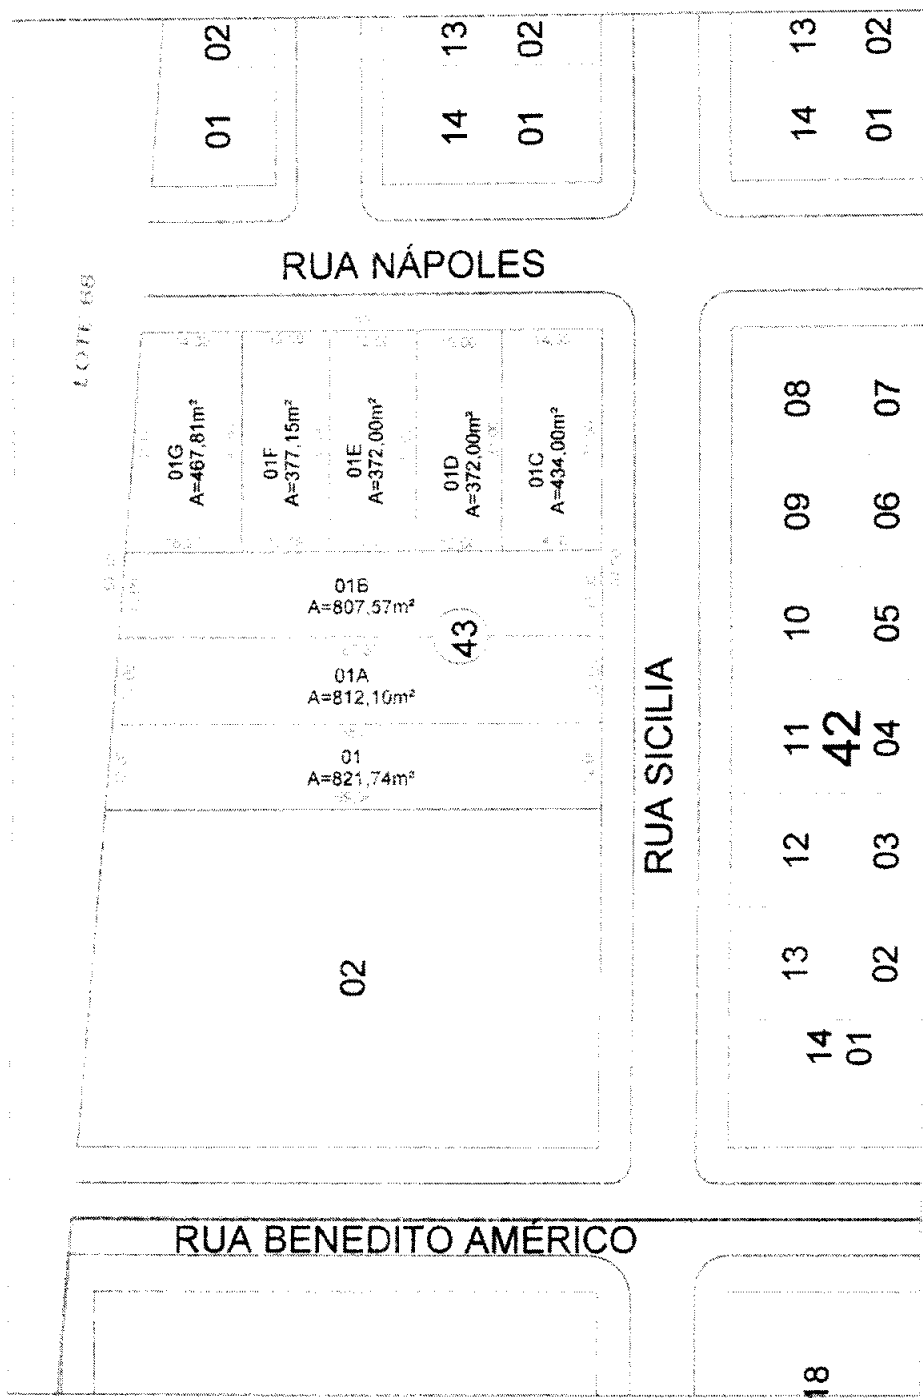 02
13
02
13
02
01
14
01
14
01
RUA NÁPOLES
LOTE 68
01G
A=467,81m²
01F
A=377,15m²
01E
A=372,00m²
01D
A=372,00m²
01C
A=434,00m²
08
07
09
06
01B
A=807,57m²
43
10
05
01A
A=812,10m²
RUA SICILIA
11
42
04
01
A=821,74m²
12
03
02
13
02
14
01
RUA BENEDITO AMÉRICO
18